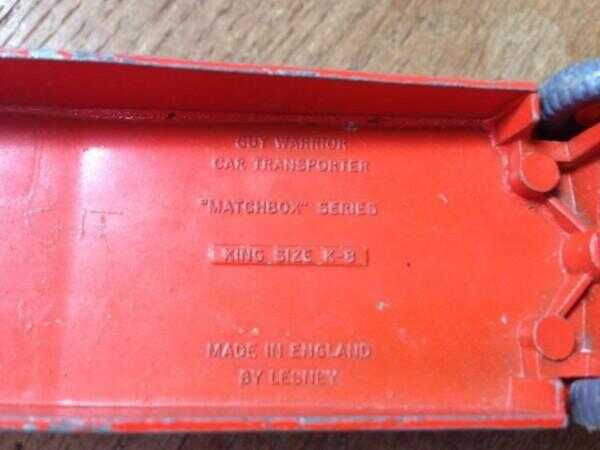 GUY WARRIOR
CAR TRANSPORTER
"MATCHBOX" SERIES
KING SIZE K-8
MADE IN ENGLAND
BY LESNEY